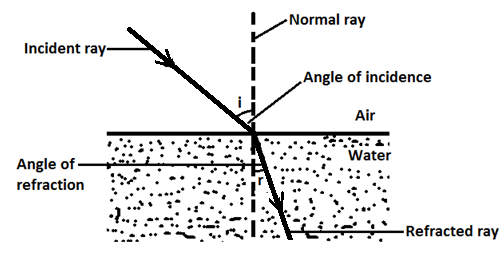 Normal ray
Incident ray
Angle of incidence
i
Air
Water
Angle of
refraction
r
Refracted ray